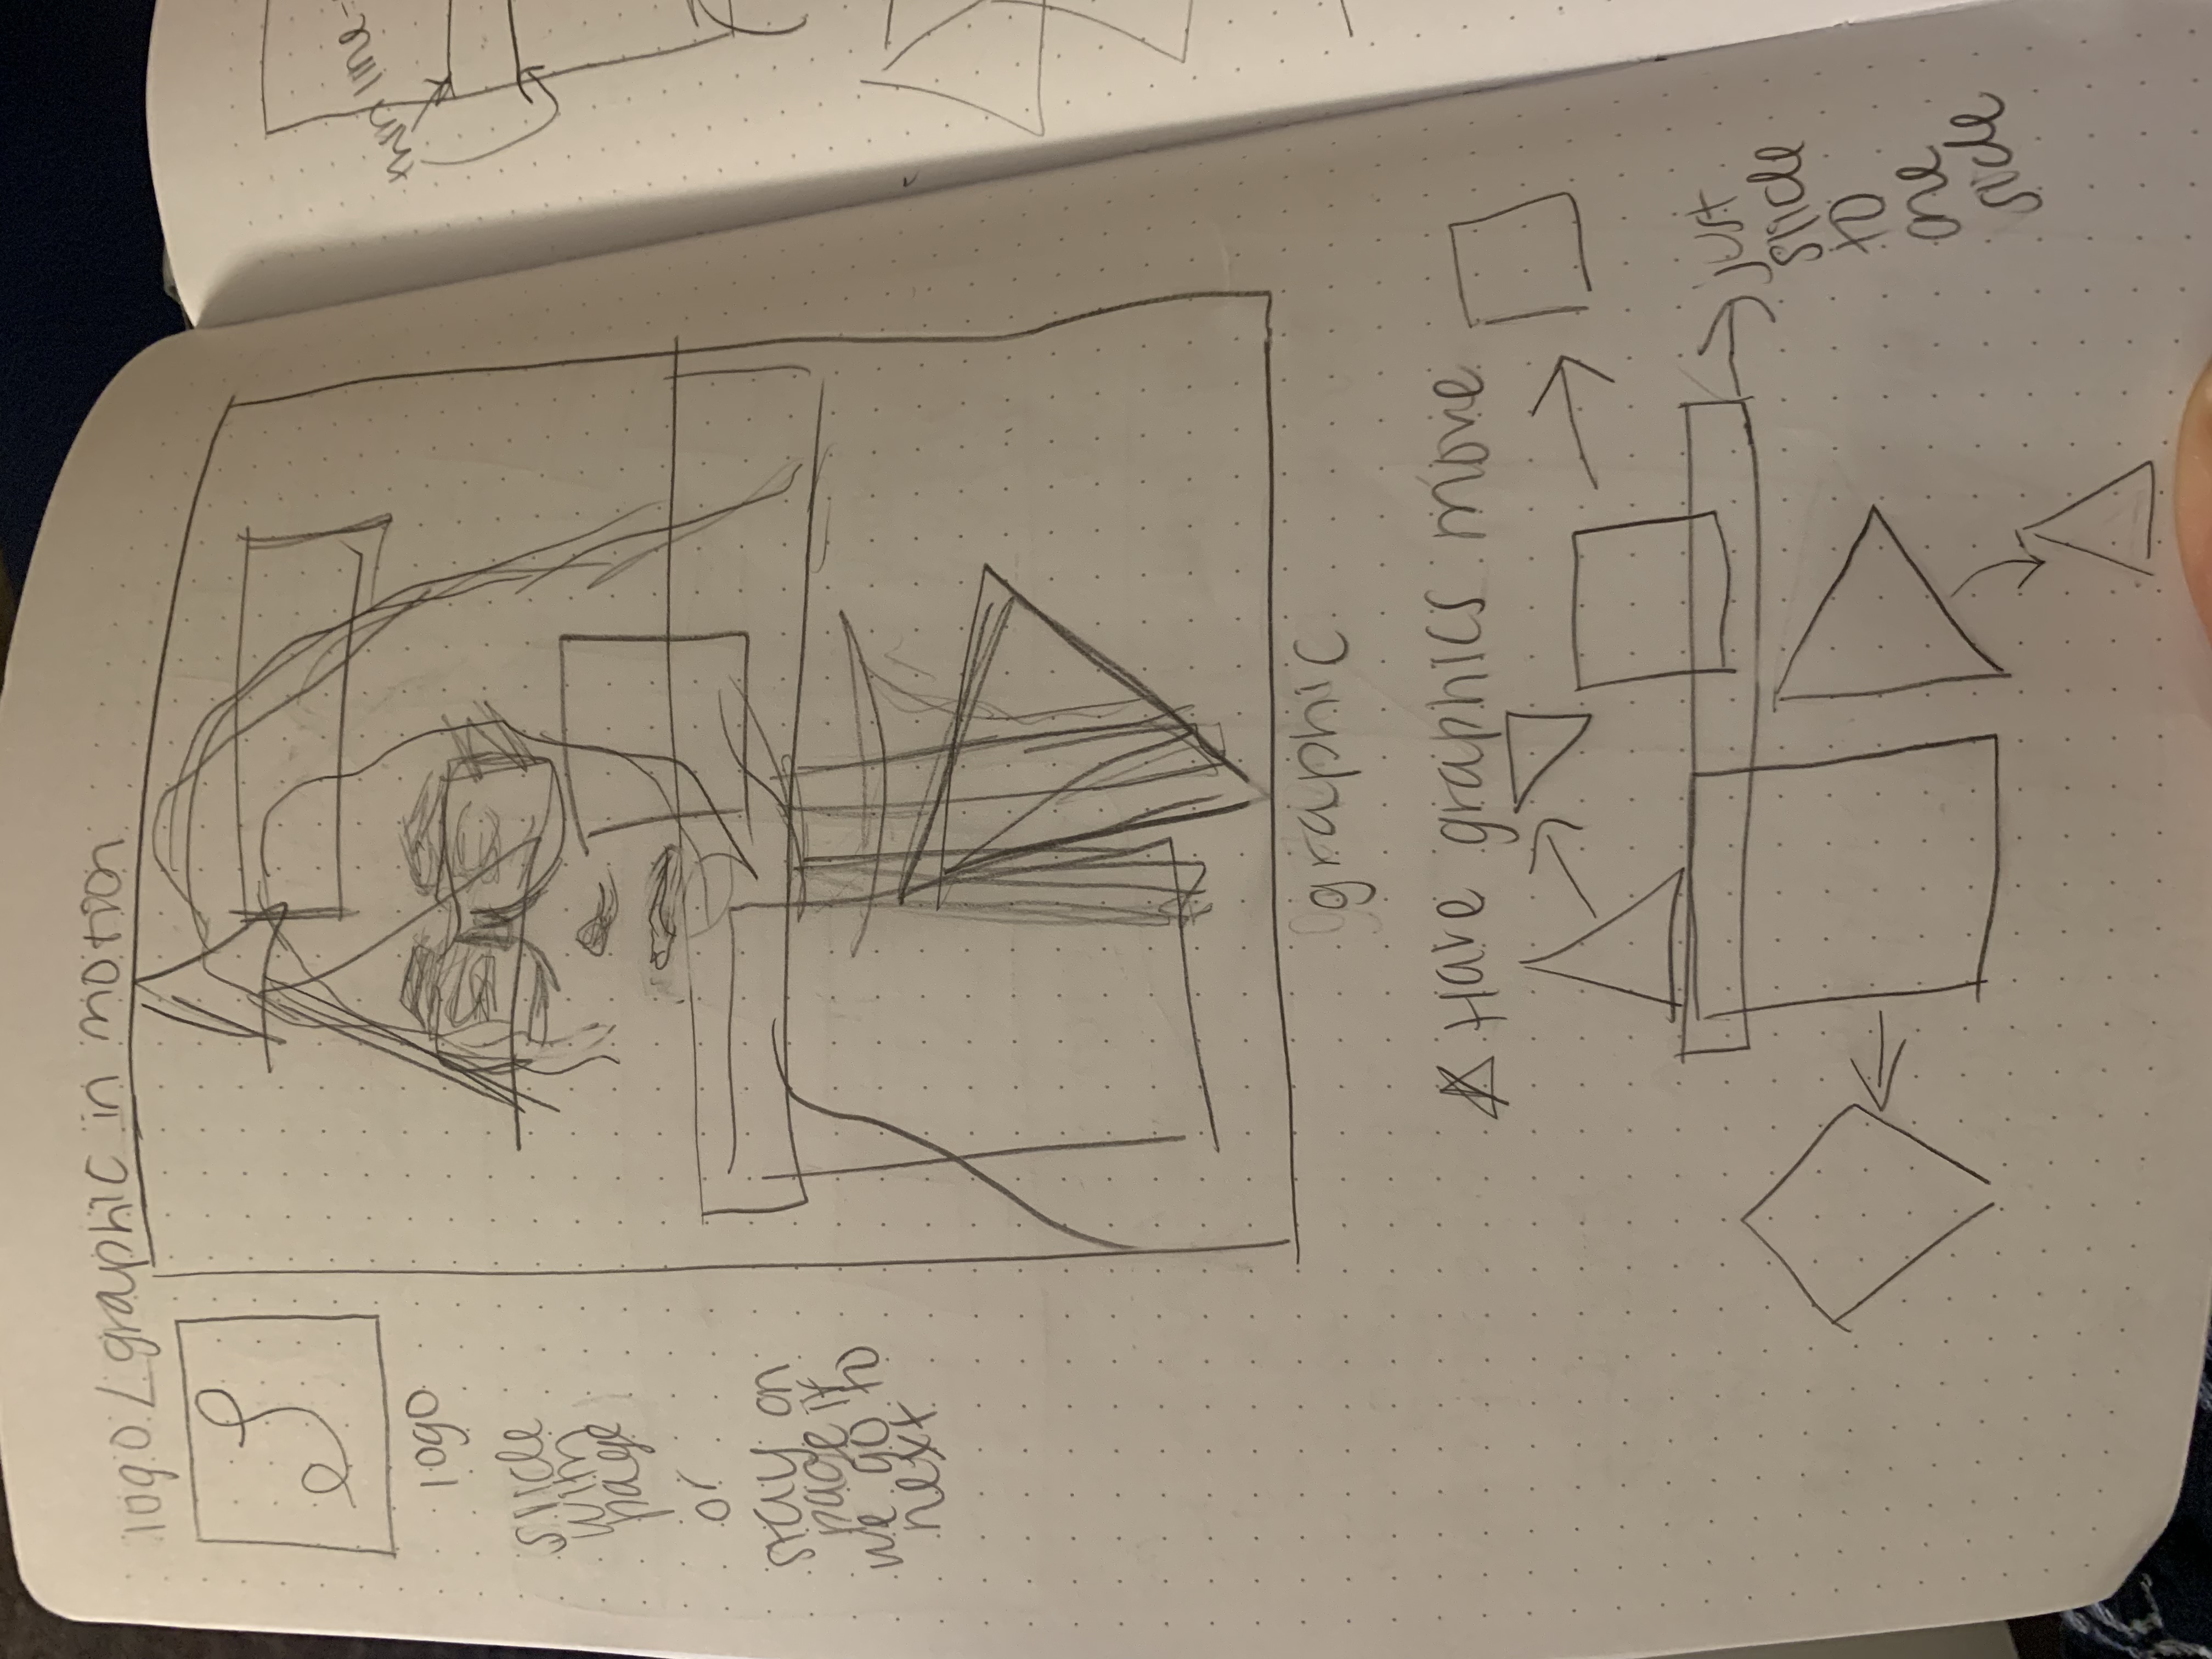 logo / graphic in motion
S
logo
slide
with
page
or
stay on
page if
we go to
next
graphic
Have graphics move
just
slide
to
one
side
thin line